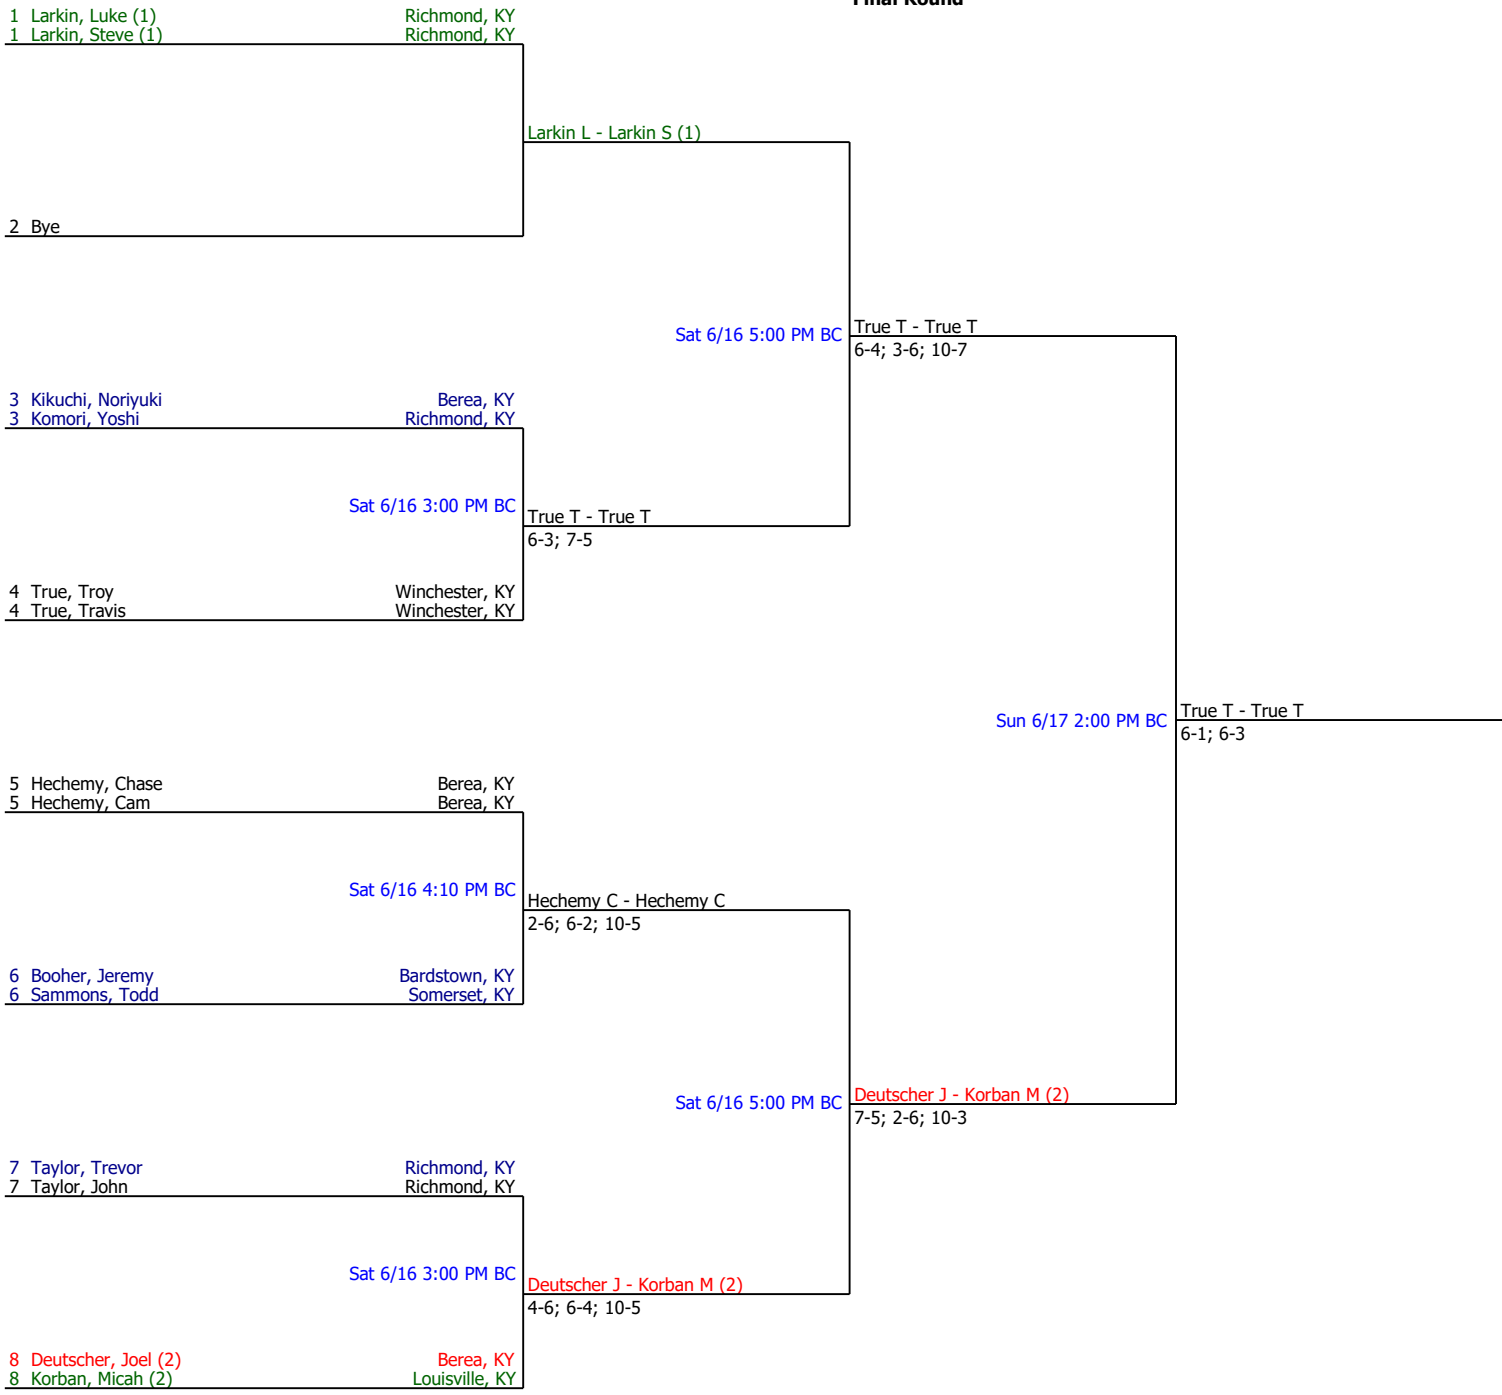 Final Round
1 Larkin, Luke (1) Richmond, KY
1 Larkin, Steve (1) Richmond, KY
Larkin L - Larkin S (1)
2 Bye
Sat 6/16 5:00 PM BC
True T - True T
6-4; 3-6; 10-7
3 Kikuchi, Noriyuki Berea, KY
3 Komori, Yoshi Richmond, KY
Sat 6/16 3:00 PM BC
True T - True T
6-3; 7-5
4 True, Troy Winchester, KY
4 True, Travis Winchester, KY
Sun 6/17 2:00 PM BC
True T - True T
6-1; 6-3
5 Hechemy, Chase Berea, KY
5 Hechemy, Cam Berea, KY
Sat 6/16 4:10 PM BC
Hechemy C - Hechemy C
2-6; 6-2; 10-5
6 Booher, Jeremy Bardstown, KY
6 Sammons, Todd Somerset, KY
Sat 6/16 5:00 PM BC
Deutscher J - Korban M (2)
7-5; 2-6; 10-3
7 Taylor, Trevor Richmond, KY
7 Taylor, John Richmond, KY
Sat 6/16 3:00 PM BC
Deutscher J - Korban M (2)
4-6; 6-4; 10-5
8 Deutscher, Joel (2) Berea, KY
8 Korban, Micah (2) Louisville, KY